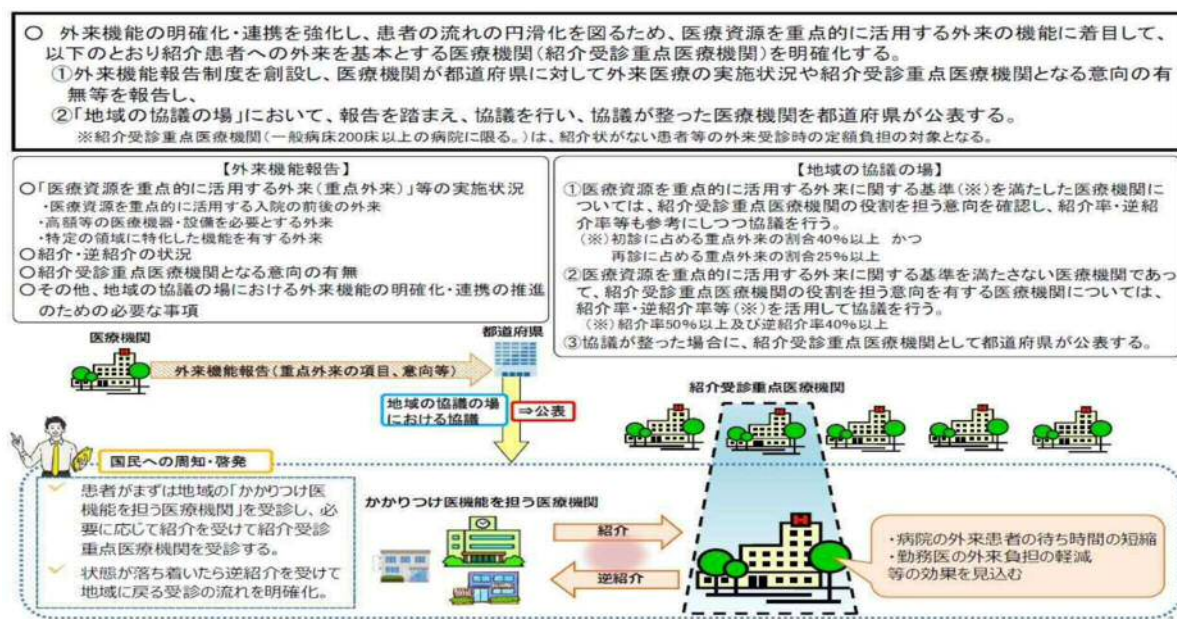 ○ 外来機能の明確化・連携を強化し、患者の流れの円滑化を図るため、医療資源を重点的に活用する外来の機能に着目して、
以下のとおり紹介患者への外来を基本とする医療機関(紹介受診重点医療機関)を明確化する。
①外来機能報告制度を創設し、医療機関が都道府県に対して外来医療の実施状況や紹介受診重点医療機関となる意向の有
無等を報告し、
②「地域の協議の場」において、報告を踏まえ、協議を行い、協議が整った医療機関を都道府県が公表する。
※紹介受診重点医療機関(一般病床200床以上の病院に限る。)は、紹介状がない患者等の外来受診時の定額負担の対象となる。
【外来機能報告】
○「医療資源を重点的に活用する外来(重点外来)」等の実施状況
・医療資源を重点的に活用する入院の前後の外来
・高額等の医療機器・設備を必要とする外来
・特定の領域に特化した機能を有する外来
○紹介・逆紹介の状況
○紹介受診重点医療機関となる意向の有無
○その他、地域の協議の場における外来機能の明確化・連携の推進
のための必要な事項
【地域の協議の場】
①医療資源を重点的に活用する外来に関する基準(※)を満たした医療機関に
ついては、紹介受診重点医療機関の役割を担う意向を確認し、紹介率・逆紹
介率等も参考にしつつ協議を行う。
(※)初診に占める重点外来の割合40%以上 かつ
再診に占める重点外来の割合25%以上
②医療資源を重点的に活用する外来に関する基準を満たさない医療機関であっ
て、紹介受診重点医療機関の役割を担う意向を有する医療機関については、
紹介率・逆紹介率等(※)を活用して協議を行う。
(※)紹介率50%以上及び逆紹介率40%以上
③協議が整った場合に、紹介受診重点医療機関として都道府県が公表する。
医療機関
都道府県
外来機能報告(重点外来の項目、意向等)
地域の協議の場
における協議
⇒公表
紹介受診重点医療機関
国民への周知・啓発
患者がまずは地域の「かかりつけ医
機能を担う医療機関」を受診し、必
要に応じて紹介を受けて紹介受診
重点医療機関を受診する。
状態が落ち着いたら逆紹介を受けて
地域に戻る受診の流れを明確化。
かかりつけ医機能を担う医療機関
紹介
逆紹介
・病院の外来患者の待ち時間の短縮
・勤務医の外来負担の軽減
等の効果を見込む